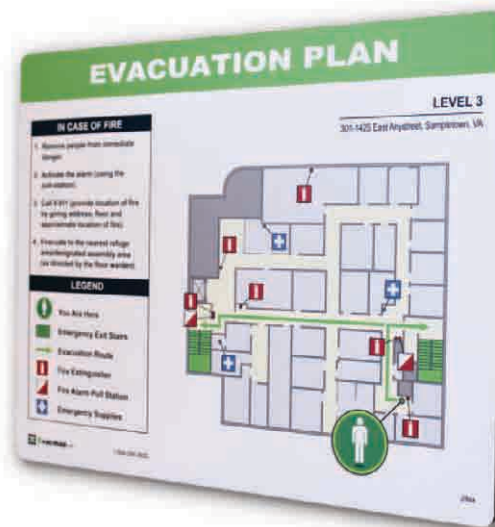 EVACUATION PLAN
LEVEL 3
301-1425 East Anystreet, Sampletown, VA
IN CASE OF FIRE
1. Remove people from immediate
danger.
2. Activate the alarm (using the
pull-station).
3. Call 9-911 (provide location of fire
by giving address, floor and
approximate location of fire).
4. Evacuate to the nearest refuge
area/designated assembly area
(as directed by the floor warden).
LEGEND
You Are Here
Emergency Exit Stairs
Evacuation Route
Fire Extinguisher
Fire Alarm Pull Station
Emergency Supplies